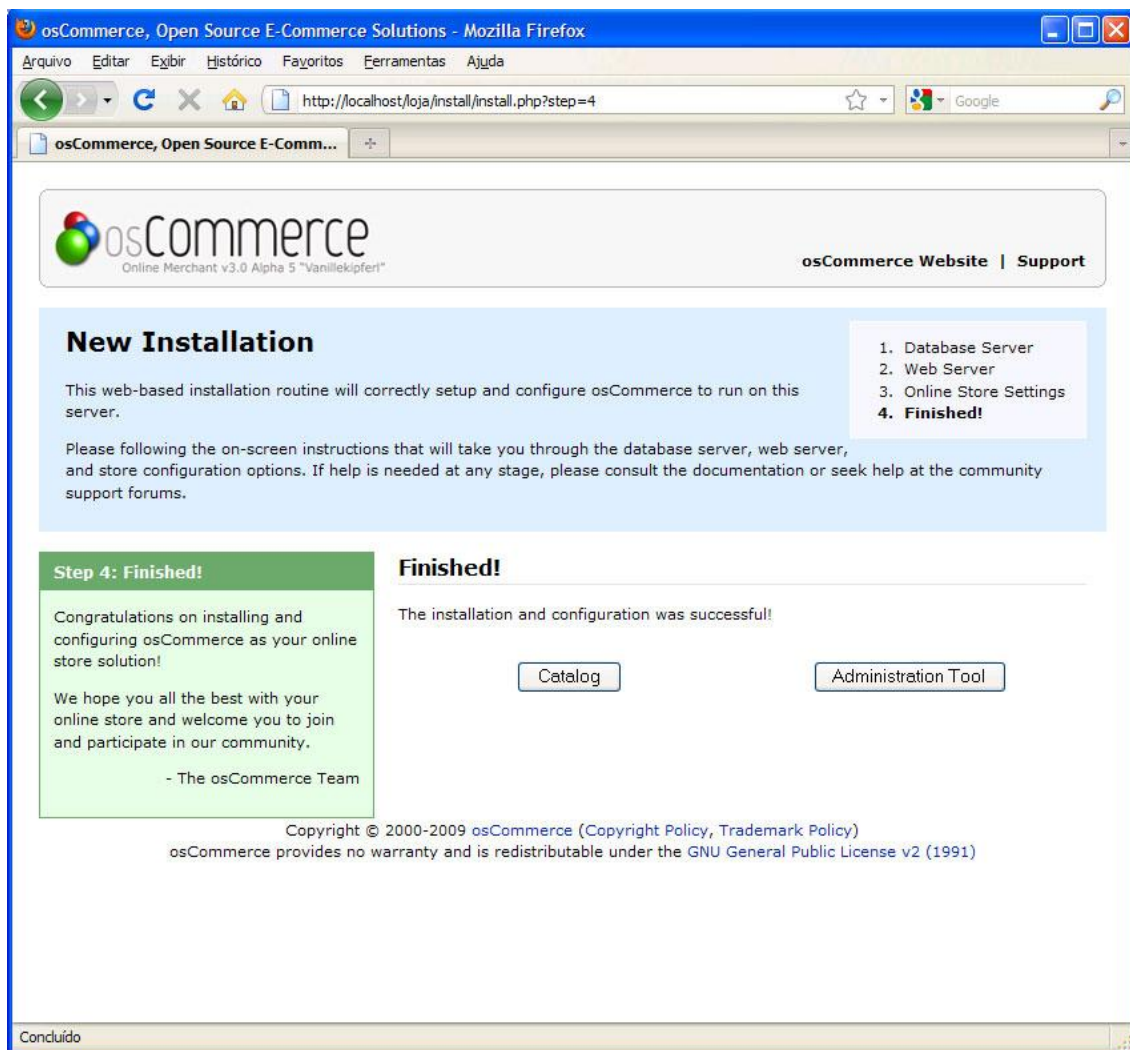 osCommerce, Open Source E-Commerce Solutions - Mozilla Firefox
Arquivo Editar Exibir Histórico Favoritos Ferramentas Ajuda
http://localhost/loja/install/install.php?step=4
Google
osCommerce, Open Source E-Comm...
osCommerce
Online Merchant v3.0 Alpha 5 "Vanillekipferl"
osCommerce Website | Support
New Installation
This web-based installation routine will correctly setup and configure osCommerce to run on this
server.
Please following the on-screen instructions that will take you through the database server, web server,
and store configuration options. If help is needed at any stage, please consult the documentation or seek help at the community
support forums.
1. Database Server
2. Web Server
3. Online Store Settings
4. Finished!
Step 4: Finished!
Congratulations on installing and
configuring osCommerce as your online
store solution!
We hope you all the best with your
online store and welcome you to join
and participate in our community.
- The osCommerce Team
Finished!
The installation and configuration was successful!
Catalog
Administration Tool
Copyright © 2000-2009 osCommerce (Copyright Policy, Trademark Policy)
osCommerce provides no warranty and is redistributable under the GNU General Public License v2 (1991)
Concluído